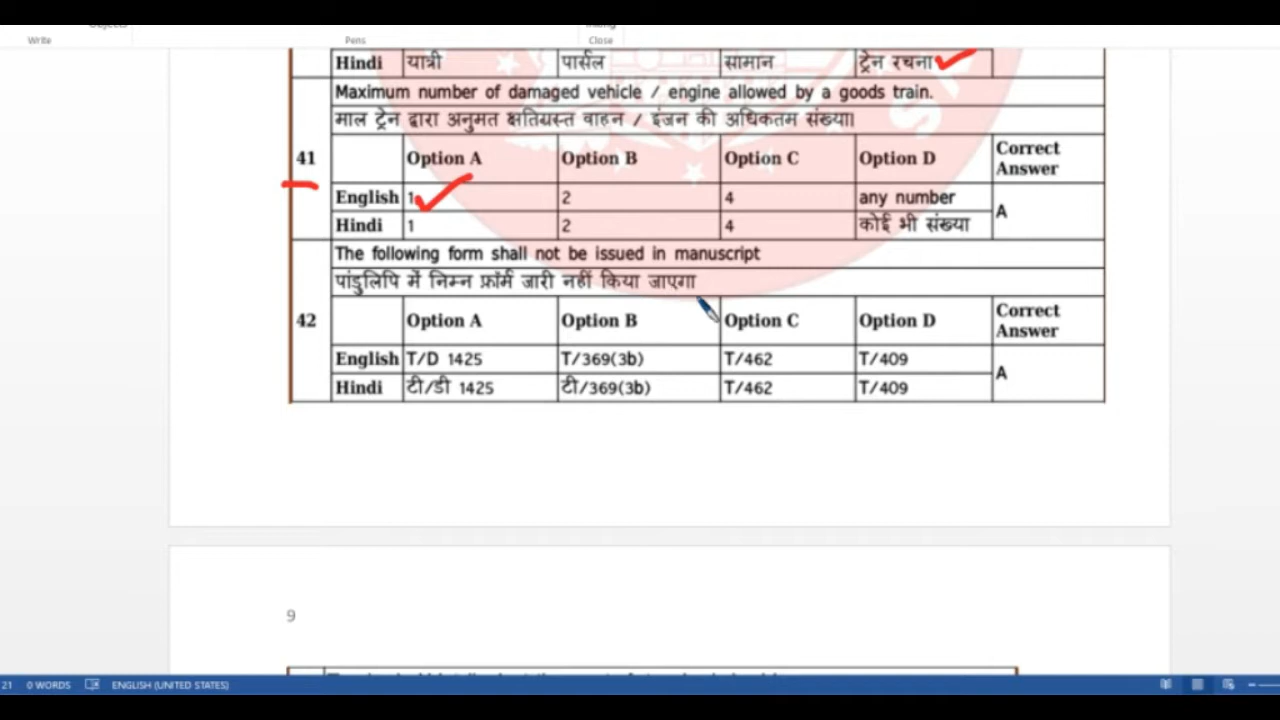 Write
Pens
Close
Hindi यात्री पार्सल सामान ट्रेन रचना
Maximum number of damaged vehicle / engine allowed by a goods train.
माल ट्रेन द्वारा अनुमत क्षतिग्रस्त वाहन / इंजन की अधिकतम संख्या।
41 Option A Option B Option C Option D Correct Answer
English 1 2 4 any number A
Hindi 1 2 4 कोई भी संख्या
The following form shall not be issued in manuscript
पांडुलिपि में निम्न फ़ॉर्म जारी नहीं किया जाएगा
42 Option A Option B Option C Option D Correct Answer
English T/D 1425 T/369(3b) T/462 T/409 A
Hindi टी/डी 1425 टी/369(3b) T/462 T/409
9
21 0 WORDS ENGLISH (UNITED STATES)